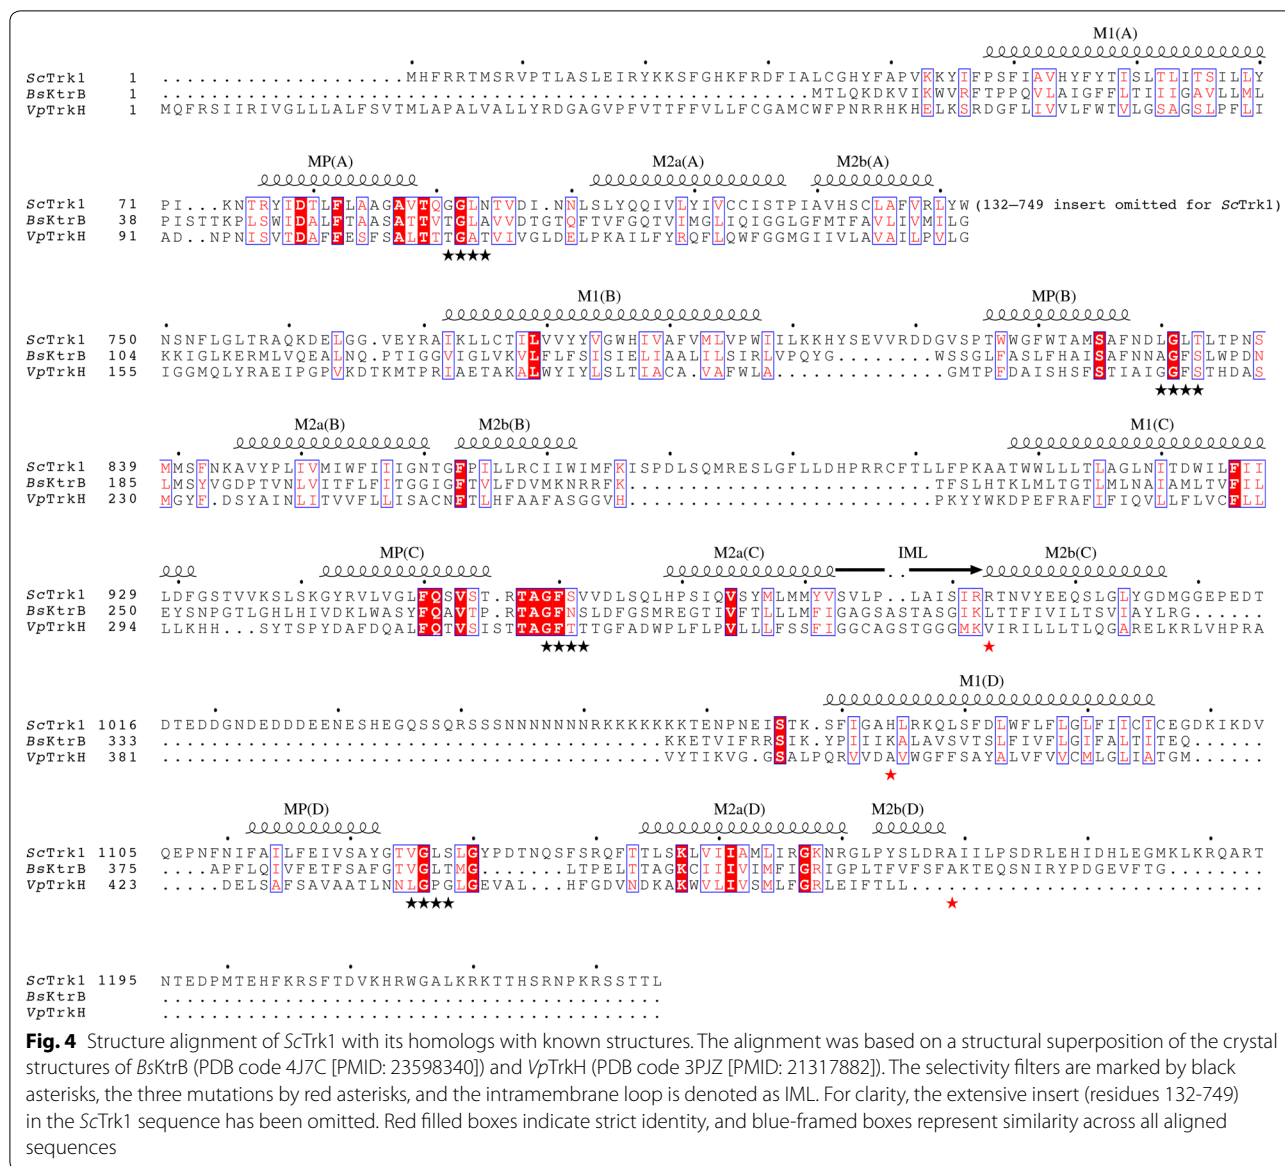 M1(A)
ScTrk1 1 ....................MHFRRTMSRVPTLASLEIRYKKSFGHKFRDFIALCGHYFAPVKKYIFPSFIAVHYFYTISLTLITSILLY
BsKtrB 1 .....................................................MTLQKDKVIKWVRFTPPQVLAIGFFLTIIIGAVLLML
VpTrkH 1 MQFRSIIRIVGLLLALFSVTMLAPALVALLYRDGAGVPFVTTFFVLLFCGAMCWFPNRRHKHELKSRDGFLIVVLFWTVLGSAGSLPFLI
MP(A) M2a(A) M2b(A)
ScTrk1 71 PI...KNTRYIDTLFLAAGAVTQGGLNTVDI.NNLSLYQQIVLYIVCCISTPIAVHSCLAFVRLYW (132–749 insert omitted for ScTrk1)
BsKtrB 38 PISTTKPLSWIDALFTAASATTVTGLAVVDTGTQFTVFGQTVIMGLIQIGGLGFMTFAVLIVMILG
VpTrkH 91 AD..NPNISVTDAFFESFSALTTTGATVIVGLDELPKAILFYRQFLQWFGGMGIIVLAVAILPVLG
★★★★
M1(B) MP(B)
ScTrk1 750 NSNFLGLTRAQKDELGG.VEYRAIKLLCTILVVYYVGWHIVAFVMLVPWIILKKHYSEVVRDDGVSPTWWGFWTAMSAFNDLGLTLTPNS
BsKtrB 104 KKIGLKERMLVQEALNQ.PTIGGVIGLVKVLFLFSISIELIAALILSIRLVPQYG........WSSGLFASLFHAISAFNNAGFSLWPDN
VpTrkH 155 IGGMQLYRAEIPGPVKDTKMTPRIAETAKALWYIYLSLTIACA.VAFWLA.............GMTPFDAISHSFSTIAIGGFSTHDAS
★★★★
M2a(B) M2b(B) M1(C)
ScTrk1 839 MMSFNKAVYPLIVMIWFIIIGNTGFPILLRCIIWIMFKISPDLSQMRESLGFLLDHPRRCFTLLFPKAATWWLLLTLAGLNITDWILFII
BsKtrB 185 LMSYVGDPTVNLVITFLFITGGIGFTVLFDVMKNRRFK........................TFSLHTKLMLTGTLMLNAIAMLTVFIL
VpTrkH 230 MGYF.DSYAINLITVVFLLISACNFTLHFAAFASGGVH........................PKYYWKDPEFRAFIFIQVLLFLVCFLL
MP(C) M2a(C) IML M2b(C)
ScTrk1 929 LDFGSTVVKSLSKGYRVLVGLFQSVST.RTAGFSVVDLSQLHPSIQVSYMLMMYVSVLP..LAISIRRTNVYEEQSLGLYGDMGGEPEDT
BsKtrB 250 EYSNPGTLGHLHIVDKLWASYFQAVTP.RTAGFNSLDFGSMREGTIVFTLLLMFIGAGSASTASGIKLTTFIVILTSVIAYLRG......
VpTrkH 294 LLKHH...SYTSPYDAFDQALFQTVSISTTAGFTTTGFADWPLFLPVLLLFSSFIGGCAGSTGGGMKVIRILLLTLQGARELKRLVHPRA
★★★★ ★
M1(D)
ScTrk1 1016 DTEDDGNDEDDDEENESHEGQSSQRSSSNNNNNNNRKKKKKKKTENPNEISTK.SFIGAHLRKQLSFDLWFLFLGLFIICICEGDKIKDV
BsKtrB 333 .........................................KKETVIFRRSIK.YPIIIKALAVSVTSLFIVFLGIFALTITEQ......
VpTrkH 381 .........................................VYTIKVG.GSALPQRVVDAVWGFFSAYALVFVVCMLGLIATGM......
★
MP(D) M2a(D) M2b(D)
ScTrk1 1105 QEPNFNIFAILFEIVSAYGTVGLSLGYPDTNQSFSRQFTTLSKLVIIAMLIRGKNRGLPYSLDRAIILPSDRLEHIDHLEGMKLKRQART
BsKtrB 375 ...APFLQIVFETFSAFGTVGLTMG.......LTPELTTAGKCIIIVIMFIGRIGPLTFVFSFAKTEQSNIRYPDGEVFTG.........
VpTrkH 423 ...DELSAFSAVAATLNNLGPGLGEVAL...HFGDVNDKAKWVLIVSMLFGRLEIFTLL............................
★★★★ ★
ScTrk1 1195 NTEDPMTEHFKRSFTDVKHRWGALKRKTTHSRNPKRSSTTL
BsKtrB .........................................
VpTrkH .........................................
Fig. 4 Structure alignment of ScTrk1 with its homologs with known structures. The alignment was based on a structural superposition of the crystal
structures of BsKtrB (PDB code 4J7C [PMID: 23598340]) and VpTrkH (PDB code 3PJZ [PMID: 21317882]). The selectivity filters are marked by black
asterisks, the three mutations by red asterisks, and the intramembrane loop is denoted as IML. For clarity, the extensive insert (residues 132-749)
in the ScTrk1 sequence has been omitted. Red filled boxes indicate strict identity, and blue-framed boxes represent similarity across all aligned
sequences